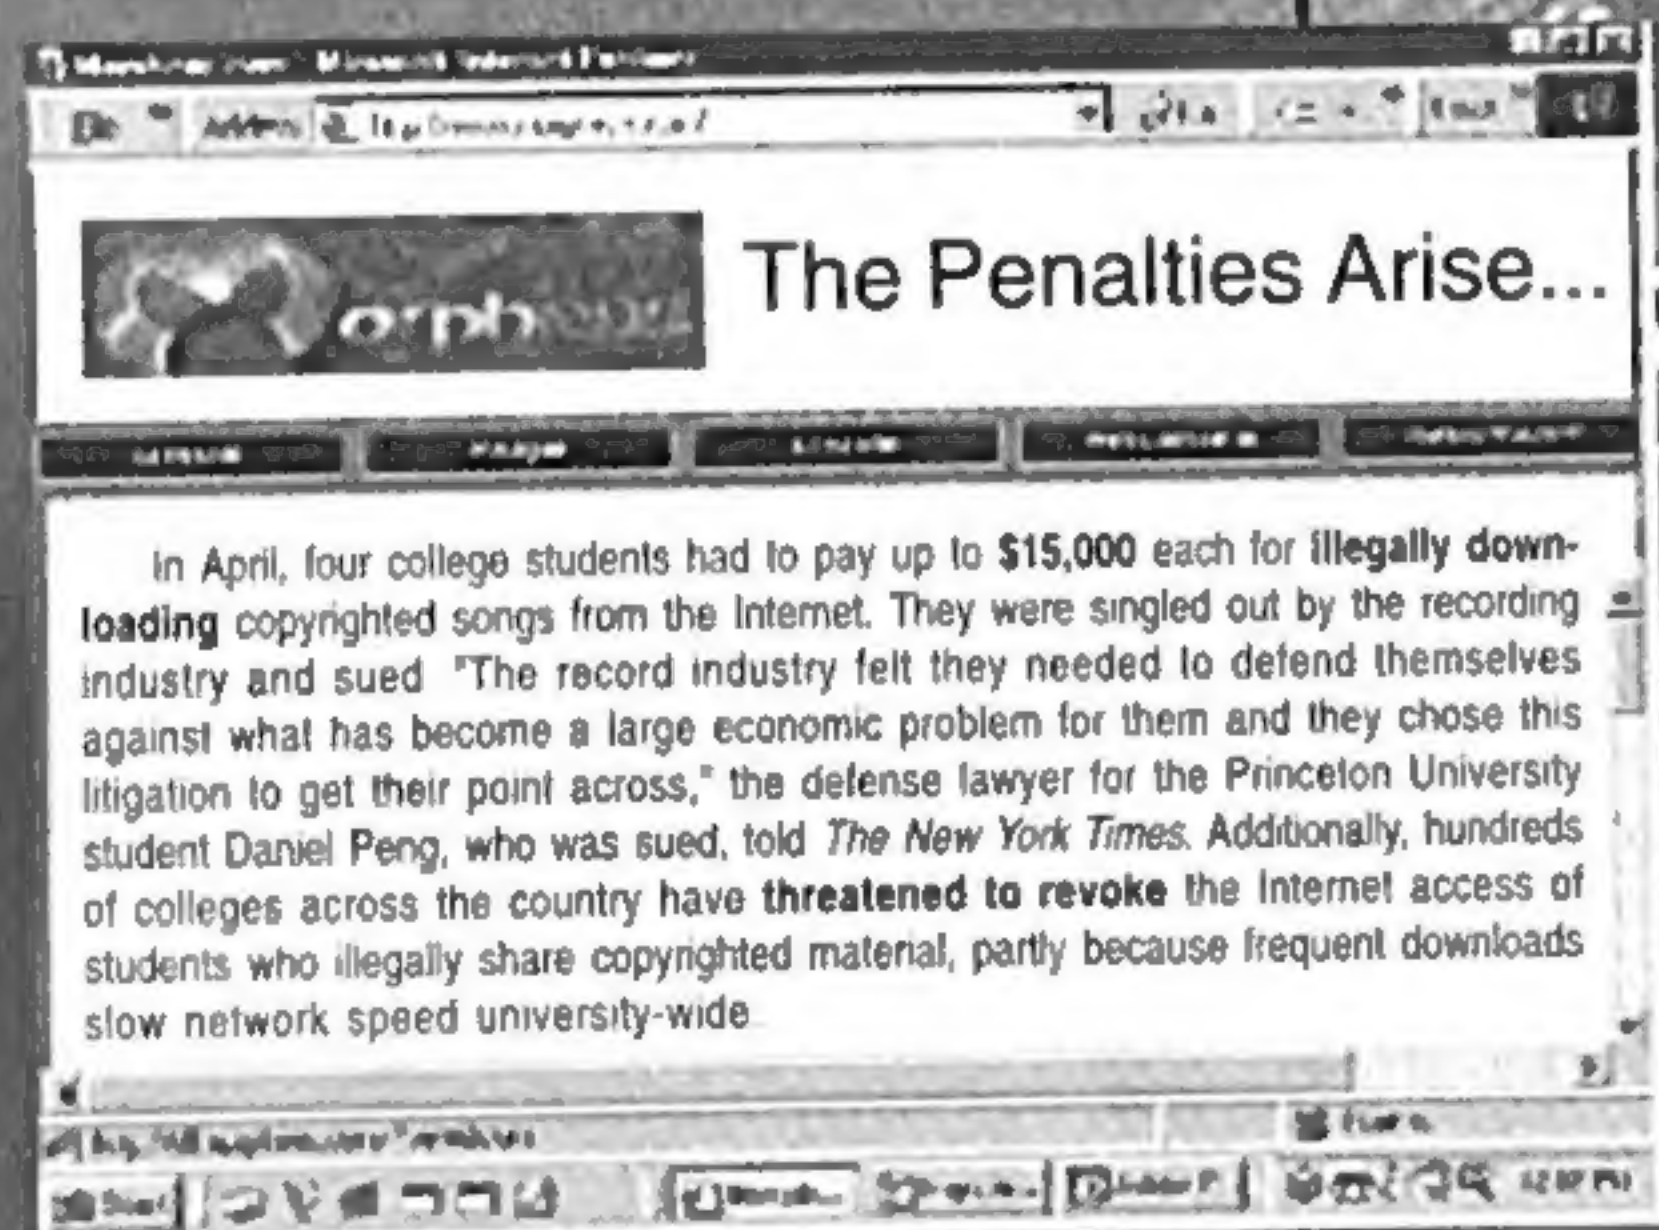 Address
orpheus
The Penalties Arise...
In April, four college students had to pay up to $15,000 each for illegally down-
loading copyrighted songs from the Internet. They were singled out by the recording
industry and sued "The record industry felt they needed to defend themselves
against what has become a large economic problem for them and they chose this
litigation to get their point across," the defense lawyer for the Princeton University
student Daniel Peng, who was sued, told The New York Times. Additionally, hundreds
of colleges across the country have threatened to revoke the Internet access of
students who illegally share copyrighted material, partly because frequent downloads
slow network speed university-wide
Start